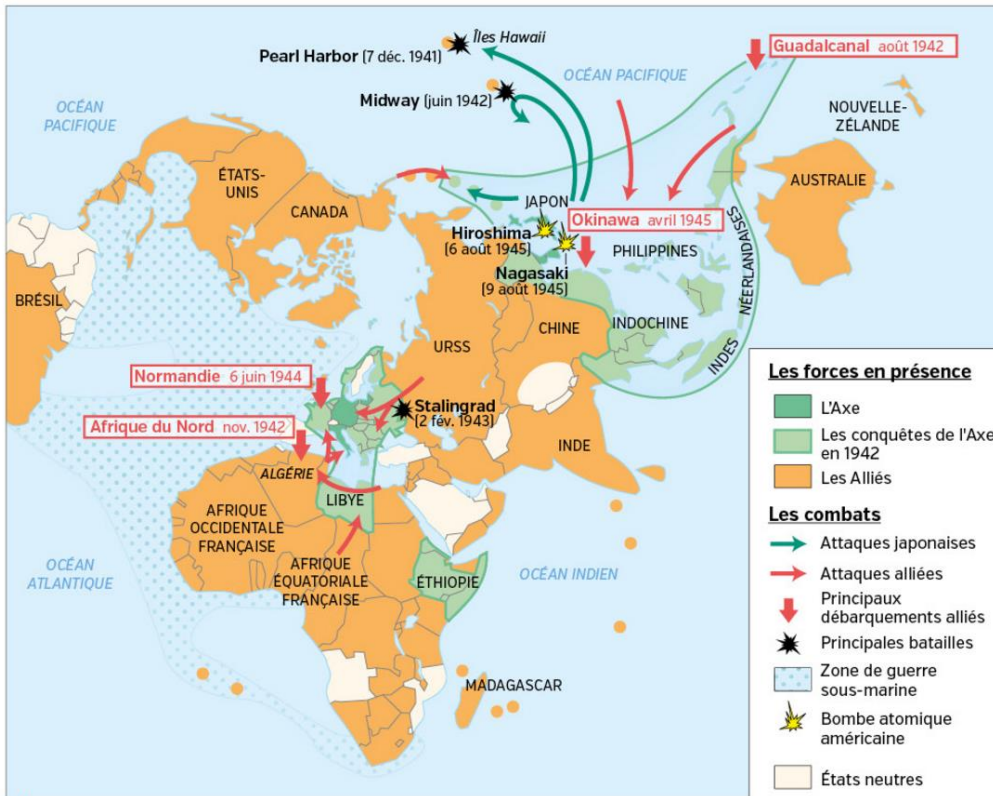 Îles Hawaii
Pearl Harbor (7 déc. 1941)
Guadalcanal août 1942
OCÉAN PACIFIQUE
Midway (juin 1942)
OCÉAN
PACIFIQUE
NOUVELLE-
ZÉLANDE
ÉTATS-
UNIS
CANADA
AUSTRALIE
JAPON
Okinawa avril 1945
Hiroshima
(6 août 1945)
PHILIPPINES
INDES NÉERLANDAISES
Nagasaki
(9 août 1945)
BRÉSIL
CHINE
INDOCHINE
URSS
Normandie 6 juin 1944
Stalingrad
(2 fév. 1943)
Afrique du Nord nov. 1942
INDE
ALGÉRIE
LIBYE
AFRIQUE
OCCIDENTALE
FRANÇAISE
OCÉAN
ATLANTIQUE
AFRIQUE
ÉQUATORIALE
FRANÇAISE
ÉTHIOPIE
OCÉAN INDIEN
MADAGASCAR
Les forces en présence
L'Axe
Les conquêtes de l'Axe
en 1942
Les Alliés
Les combats
Attaques japonaises
Attaques alliées
Principaux
débarquements alliés
Principales batailles
Zone de guerre
sous-marine
Bombe atomique
américaine
États neutres